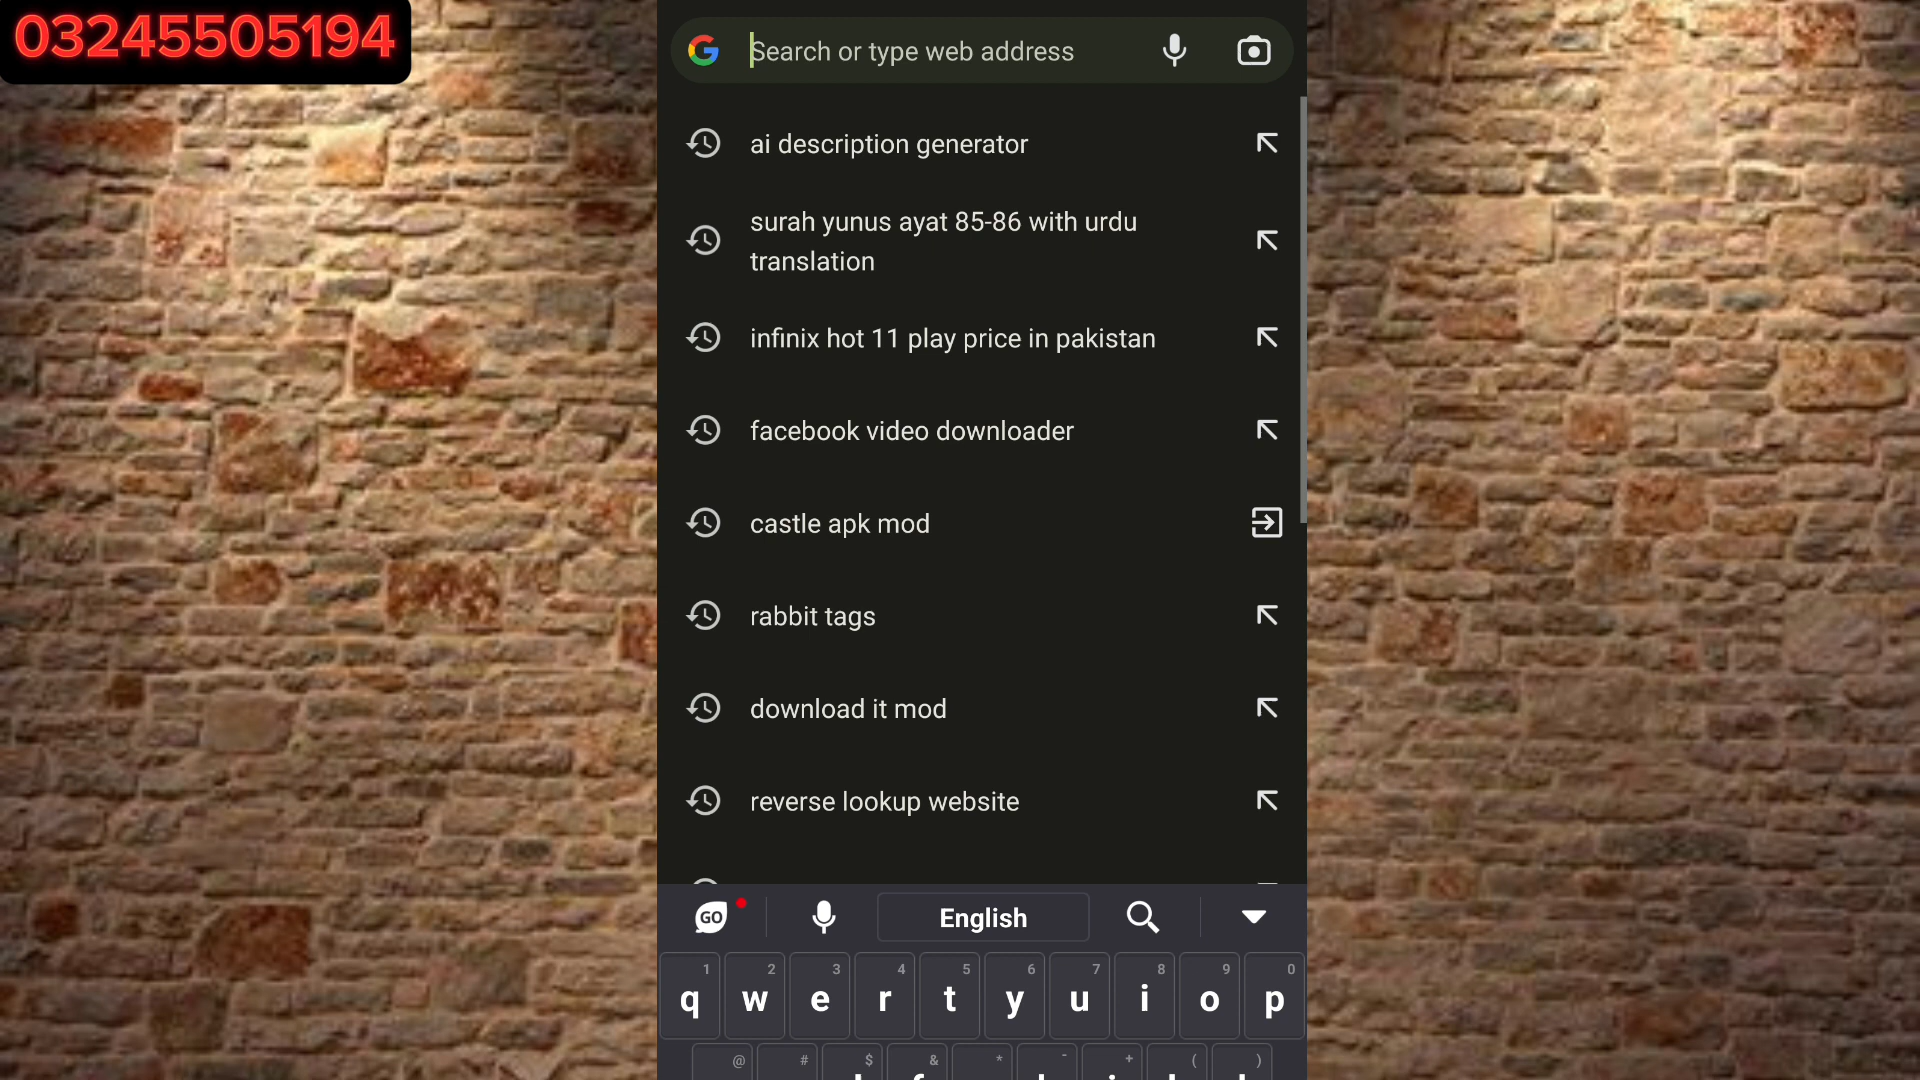 03245505194
Search or type web address
ai description generator
surah yunus ayat 85-86 with urdu
translation
infinix hot 11 play price in pakistan
facebook video downloader
castle apk mod
rabbit tags
download it mod
reverse lookup website
GO English
1 2 3 4 5 6 7 8 9 0
q w e r t y u i o p
@ # $ & * - + ( )